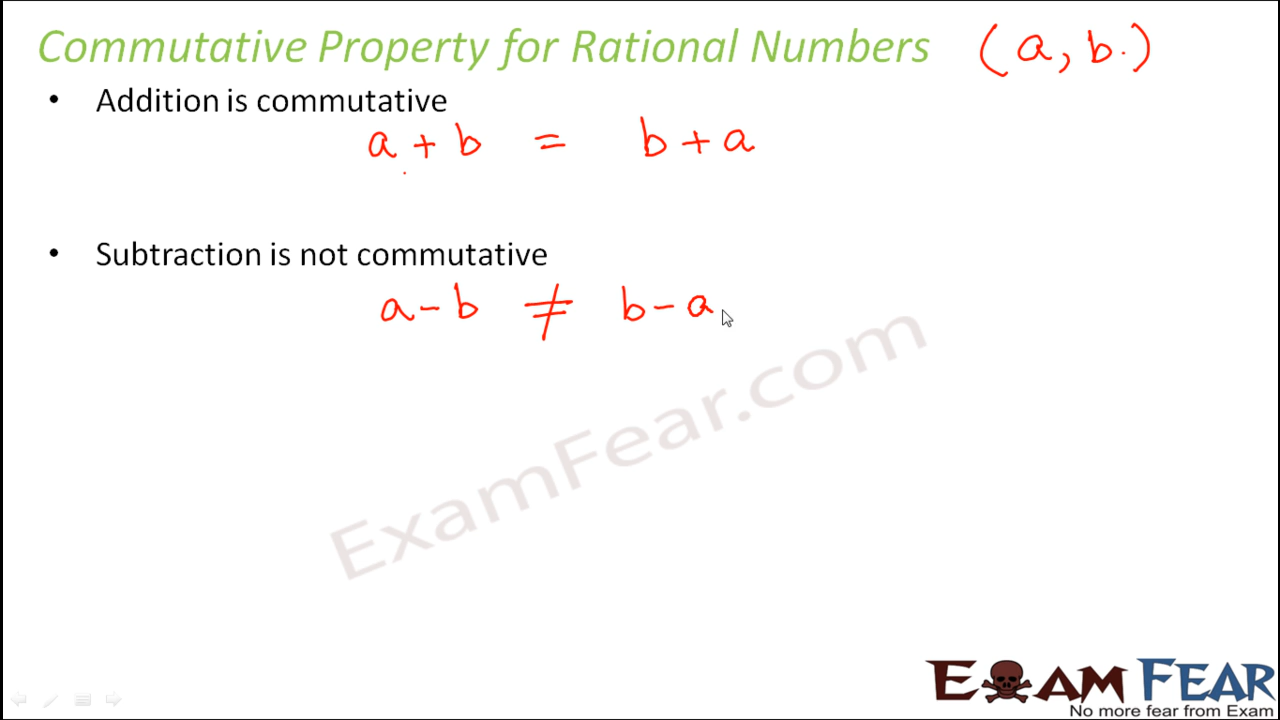 Commutative Property for Rational Numbers (a, b.)
• Addition is commutative
a + b = b + a
• Subtraction is not commutative
a - b ≠ b - a
ExamFear.com
EXAM FEAR
No more fear from Exam